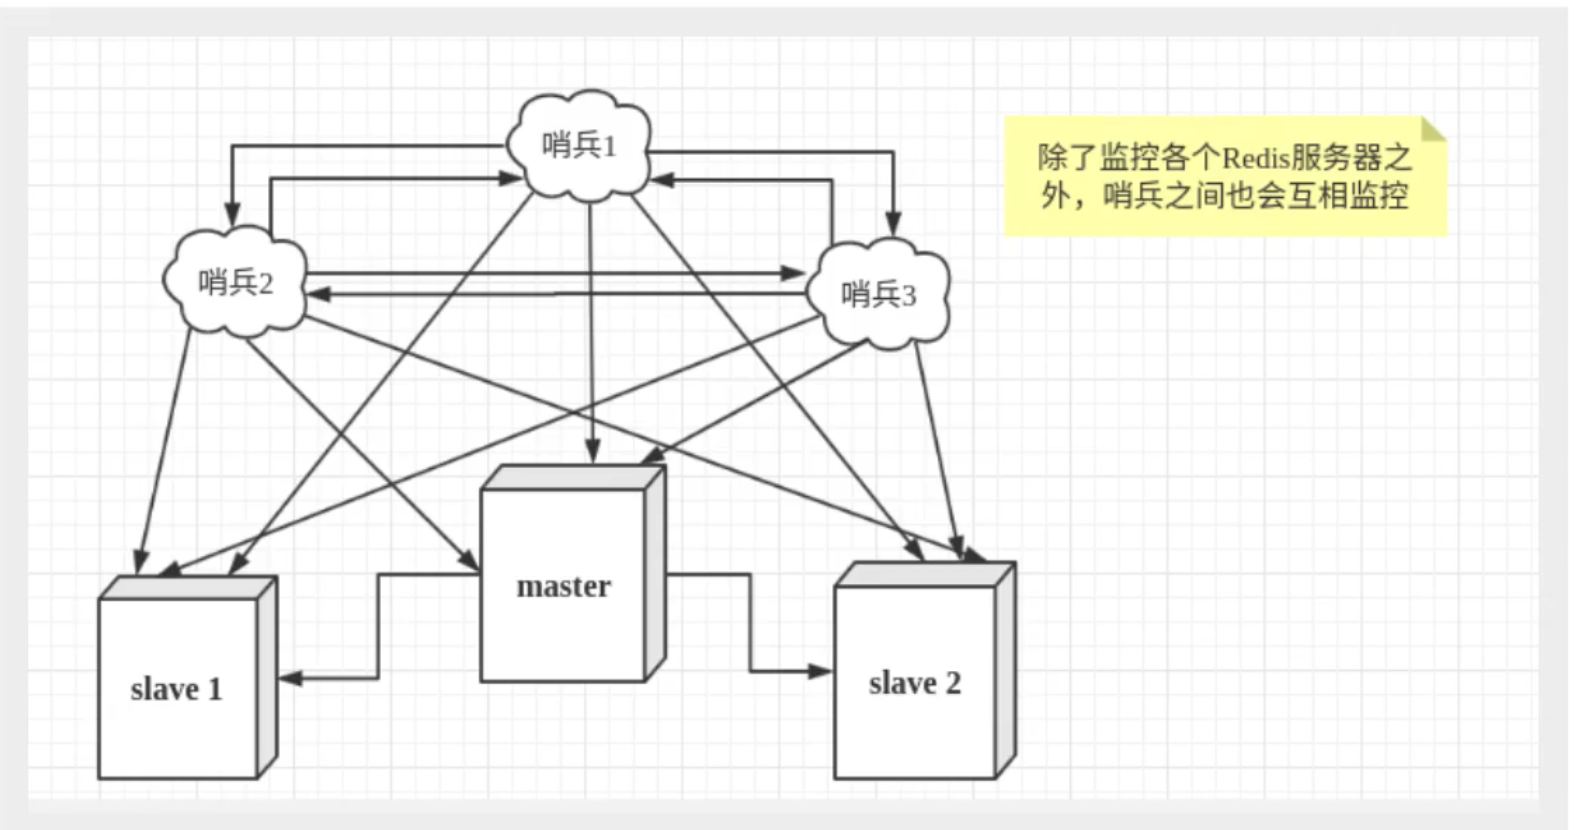 哨兵1
除了监控各个Redis服务器之
外，哨兵之间也会互相监控
哨兵2
哨兵3
master
slave 1
slave 2